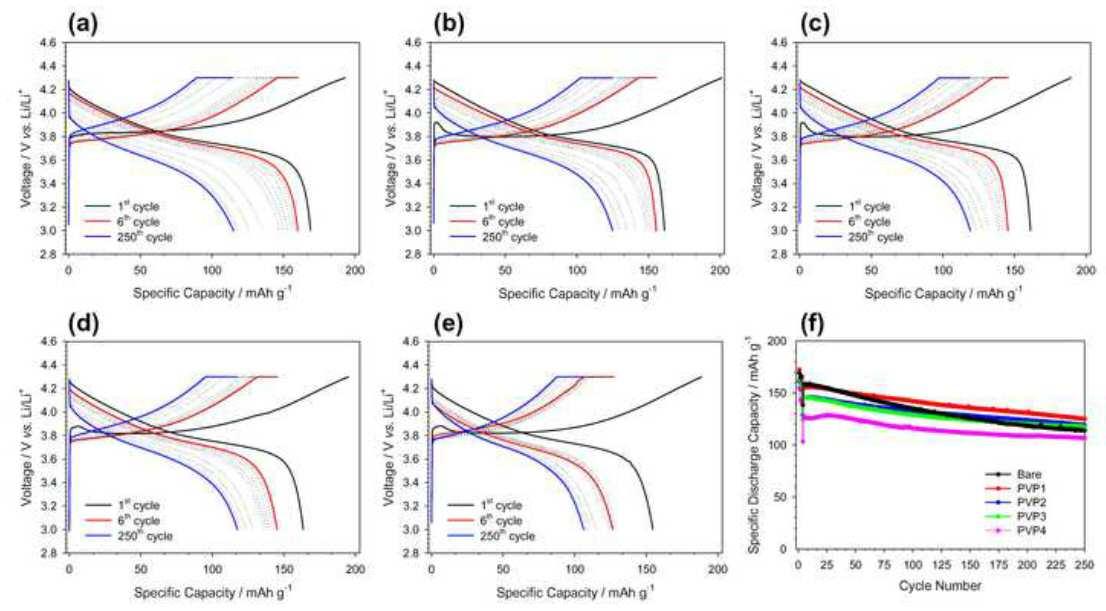 (a)
4.6
4.4
4.2
4.0
3.8
3.6
3.4
3.2
3.0
2.8
Voltage / V vs. Li/Li⁺
1ˢᵗ cycle
6ᵗʰ cycle
250ᵗʰ cycle
0 50 100 150 200
Specific Capacity / mAh g⁻¹
(b)
4.6
4.4
4.2
4.0
3.8
3.6
3.4
3.2
3.0
2.8
Voltage / V vs. Li/Li⁺
1ˢᵗ cycle
6ᵗʰ cycle
250ᵗʰ cycle
0 50 100 150 200
Specific Capacity / mAh g⁻¹
(c)
4.6
4.4
4.2
4.0
3.8
3.6
3.4
3.2
3.0
2.8
Voltage / V vs. Li/Li⁺
1ˢᵗ cycle
6ᵗʰ cycle
250ᵗʰ cycle
0 50 100 150 200
Specific Capacity / mAh g⁻¹
(d)
4.6
4.4
4.2
4.0
3.8
3.6
3.4
3.2
3.0
2.8
Voltage / V vs. Li/Li⁺
1ˢᵗ cycle
6ᵗʰ cycle
250ᵗʰ cycle
0 50 100 150 200
Specific Capacity / mAh g⁻¹
(e)
4.6
4.4
4.2
4.0
3.8
3.6
3.4
3.2
3.0
2.8
Voltage / V vs. Li/Li⁺
1ˢᵗ cycle
6ᵗʰ cycle
250ᵗʰ cycle
0 50 100 150 200
Specific Capacity / mAh g⁻¹
(f)
200
150
100
50
0
Specific Discharge Capacity / mAh g⁻¹
Bare
PVP1
PVP2
PVP3
PVP4
0 25 50 75 100 125 150 175 200 225 250
Cycle Number